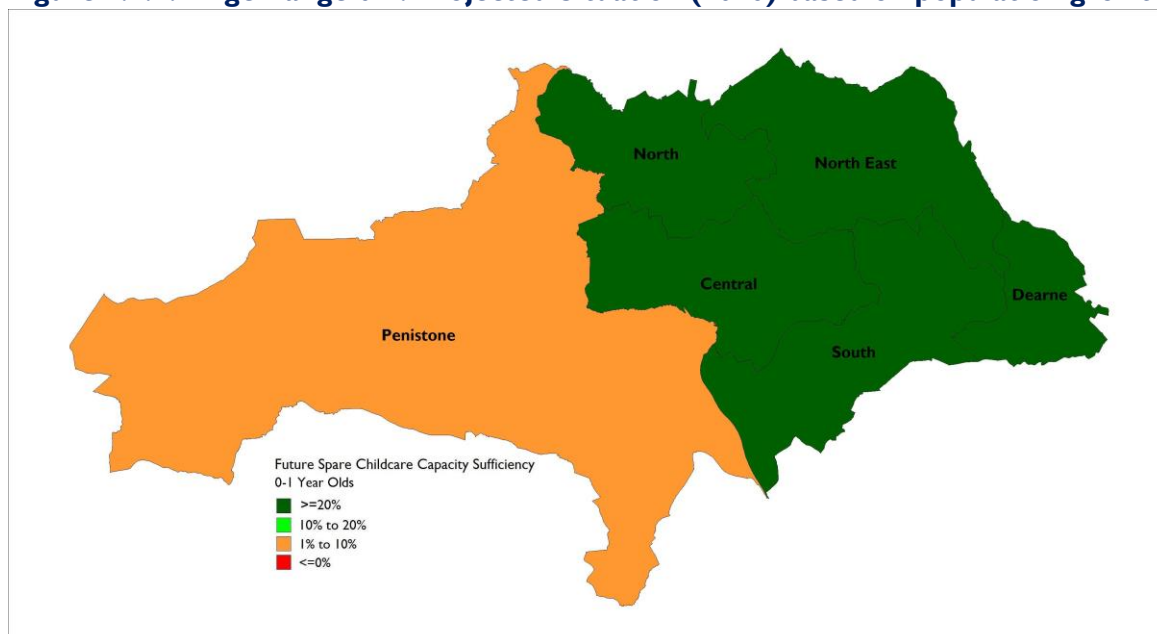 North
North East
Central
Dearne
Penistone
South
Future Spare Childcare Capacity Sufficiency
0-1 Year Olds
>=20%
10% to 20%
1% to 10%
<=0%